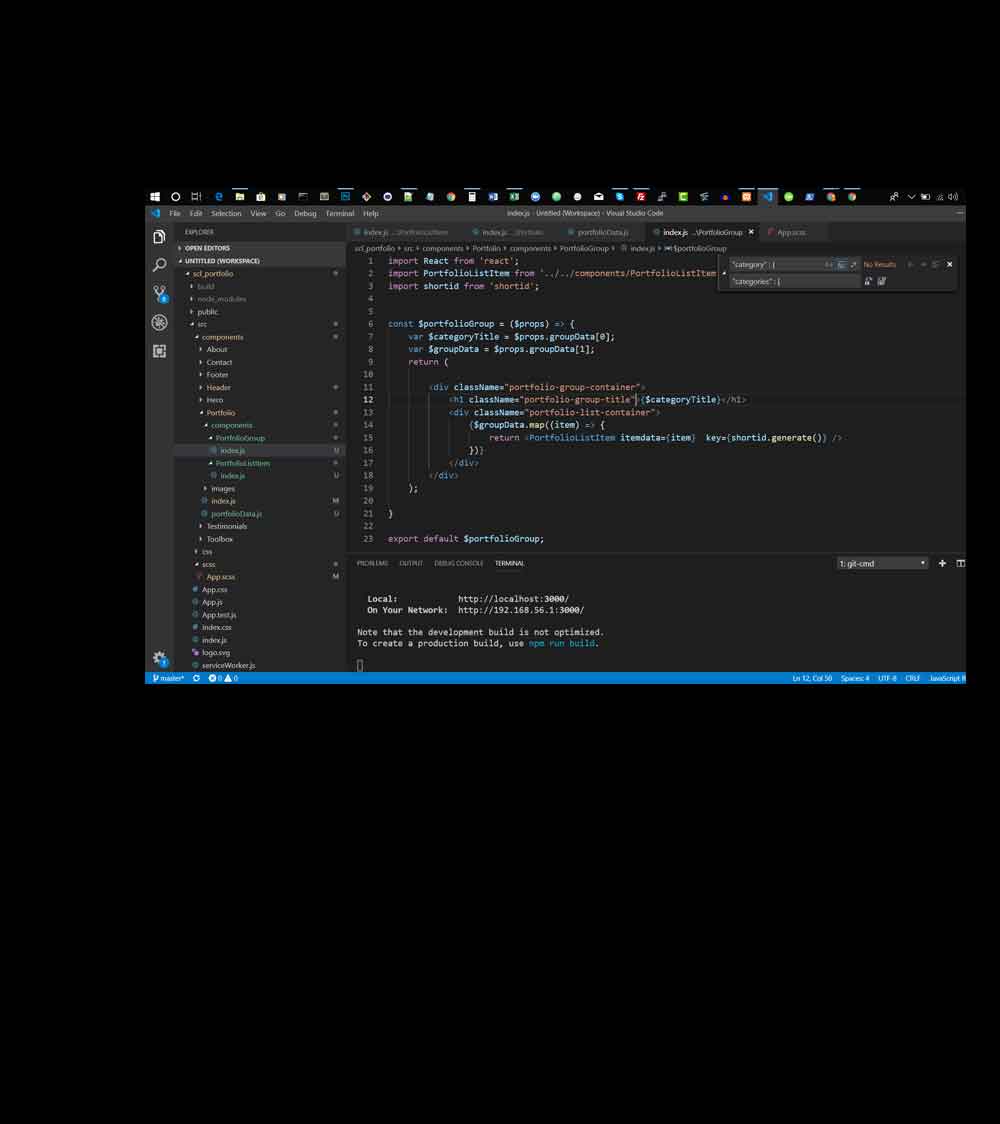 File Edit Selection View Go Debug Terminal Help index.js - Untitled (Workspace) - Visual Studio Code
EXPLORER
OPEN EDITORS
UNTITLED (WORKSPACE)
scl_portfolio
build
node_modules
public
src
components
About
Contact
Footer
Header
Hero
Portfolio
components
PortfolioGroup
index.js U
PortfolioListItem
index.js U
images
index.js M
portfolioData.js U
Testimonials
Toolbox
css
scss
App.scss M
App.css
App.js
App.test.js
index.css
index.js
logo.svg
serviceWorker.js
index.js ...\PortfolioListItem index.js ...\Portfolio portfolioData.js index.js ...\PortfolioGroup × App.scss
scl_portfolio › src › components › Portfolio › components › PortfolioGroup › index.js › $portfolioGroup
"category" : [ No Results
"categories" : [
1 import React from 'react';
2 import PortfolioListItem from '../../components/PortfolioListItem
3 import shortid from 'shortid';
4
5
6 const $portfolioGroup = ($props) => {
7 var $categoryTitle = $props.groupData[0];
8 var $groupData = $props.groupData[1];
9 return (
10
11 <div className="portfolio-group-container">
12 <h1 className="portfolio-group-title">{$categoryTitle}</h1>
13 <div className="portfolio-list-container">
14 {$groupData.map((item) => {
15 return <PortfolioListItem itemdata={item} key={shortid.generate()} />
16 })}
17 </div>
18 </div>
19 );
20
21 }
22
23 export default $portfolioGroup;
PROBLEMS OUTPUT DEBUG CONSOLE TERMINAL 1: git-cmd
Local: http://localhost:3000/
On Your Network: http://192.168.56.1:3000/
Note that the development build is not optimized.
To create a production build, use npm run build.
master* 0 0 Ln 12, Col 50 Spaces: 4 UTF-8 CRLF JavaScript R